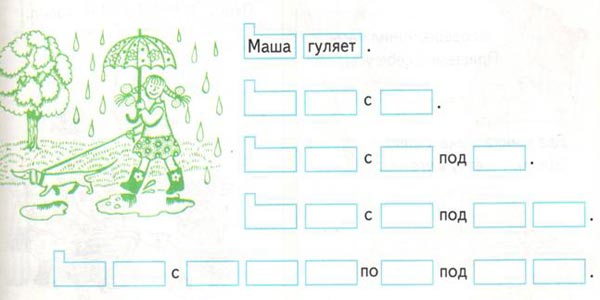 Маша гуляет .
с .
с под .
с под .
с по под .